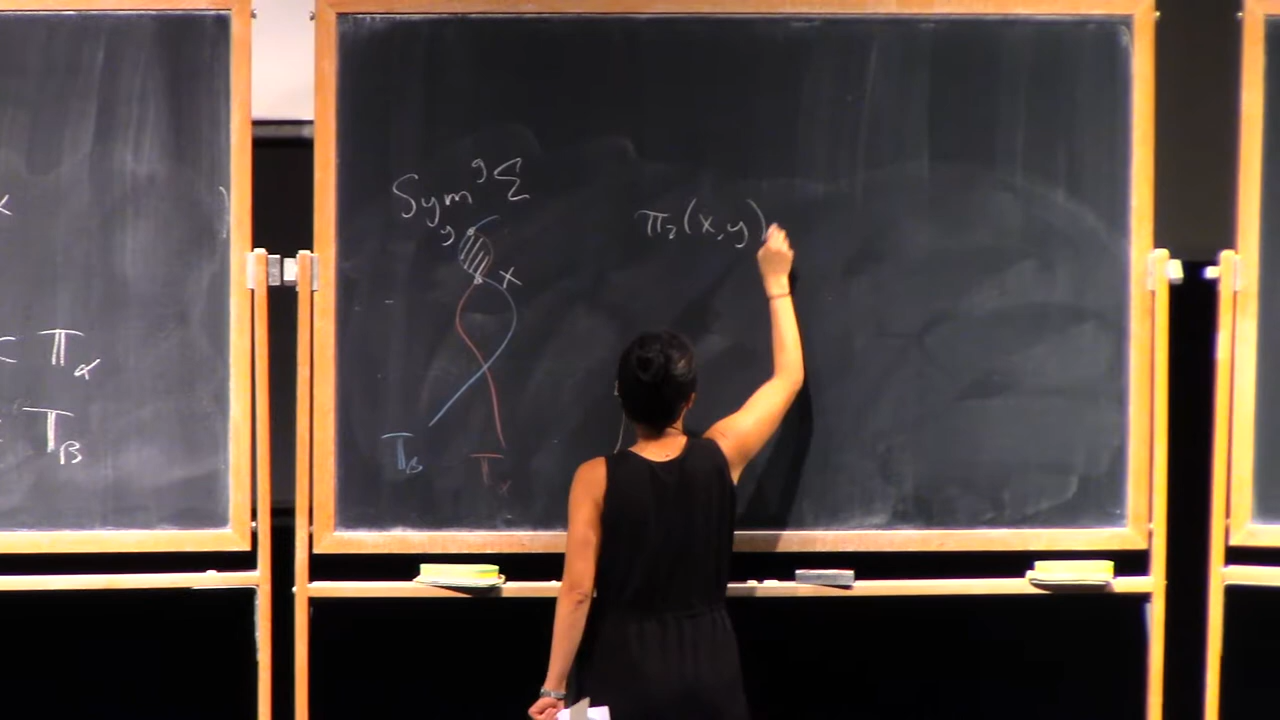 Sym^g Σ
y
x
π₂(x,y)
𝕋_β
𝕋_α
𝕋_α
𝕋_β